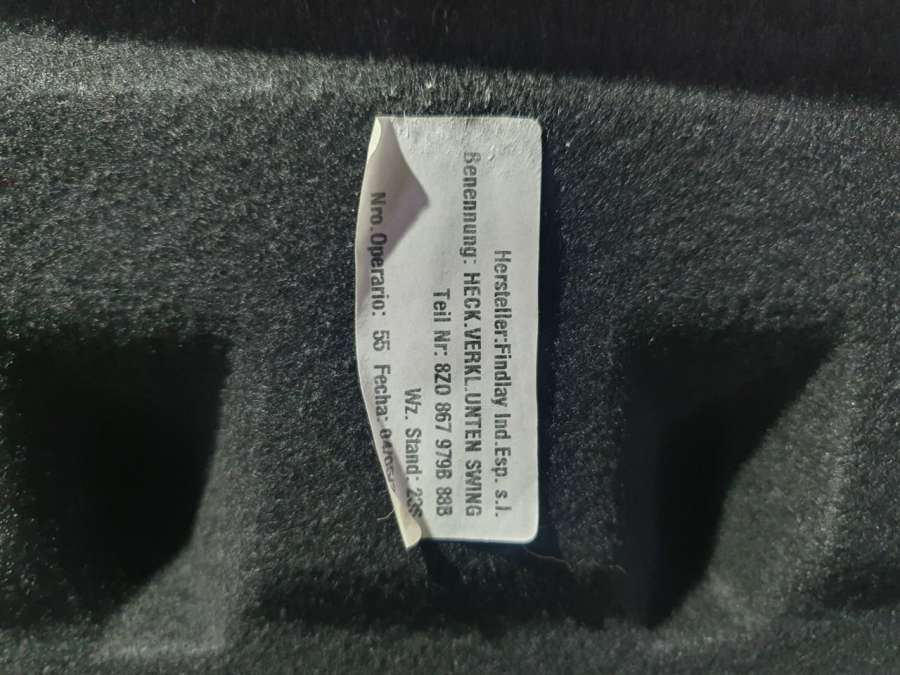 Hersteller:Findlay Ind.Esp. s.l.
Benennung: HECK.VERKL.UNTEN SWING
Teil Nr: 8Z0 867 979B 88B
Wz. Stand:
Nro.Operario: 55 Fecha: